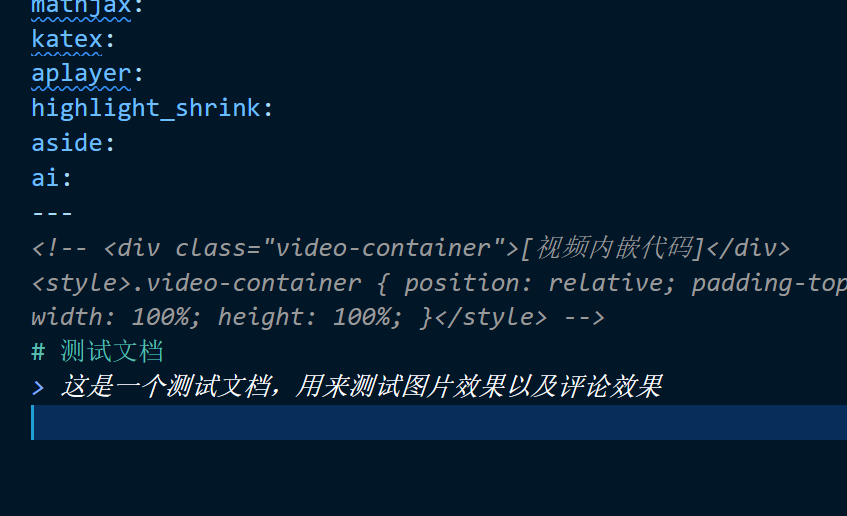 mathjax:
katex:
aplayer:
highlight_shrink:
aside:
ai:
---
<!-- <div class="video-container">[视频内嵌代码]</div>
<style>.video-container { position: relative; padding-top
width: 100%; height: 100%; }</style> -->
# 测试文档
> 这是一个测试文档，用来测试图片效果以及评论效果